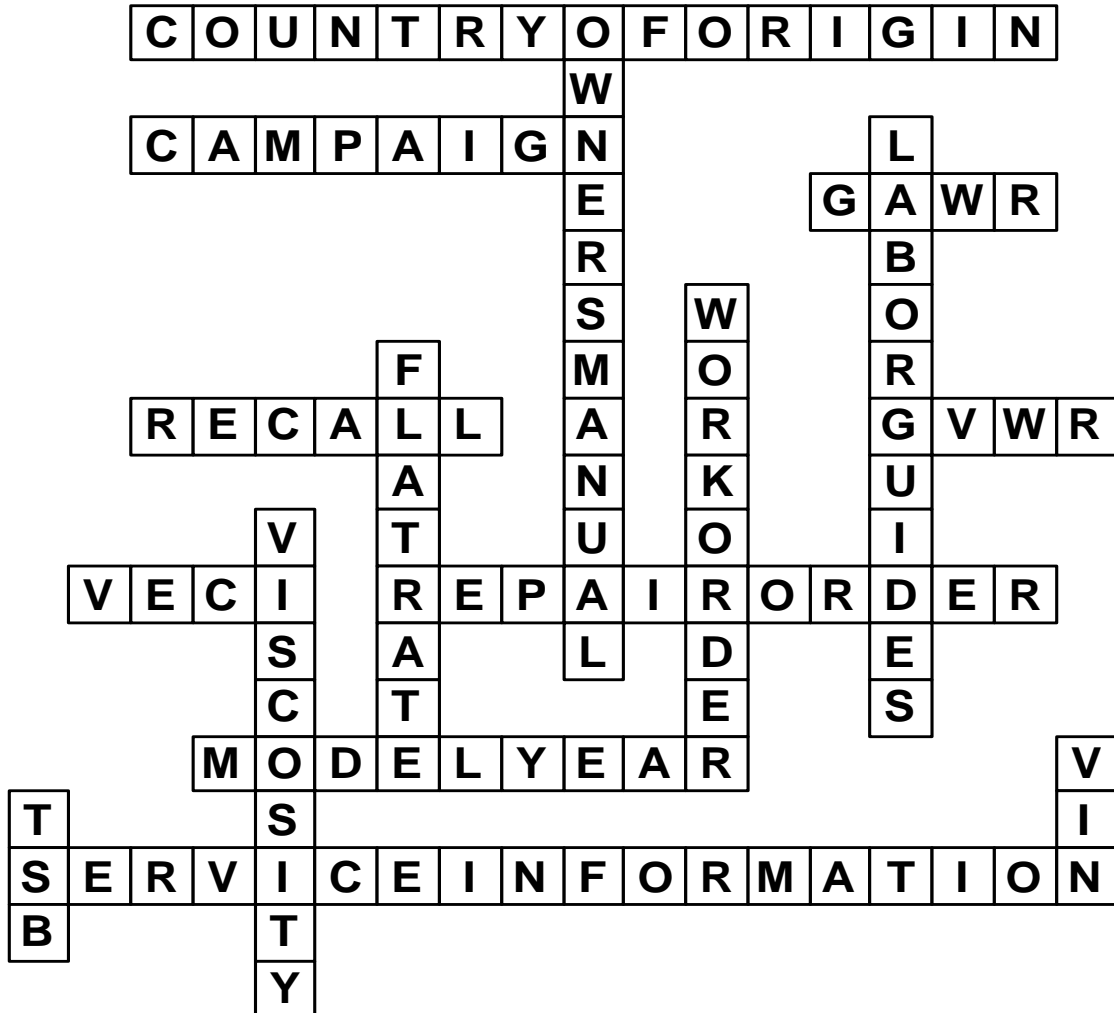 COUNTRYOFORIGIN
W
CAMPAIGN L
E GAWR
R B
S W O
F M O R
RECALL A R GVWR
A N K U
V T U O I
VECI REPAIRORDER
S A L D E
C T E S
MODELYEAR V
T S I
SERVICEINFORMATION
B T
Y